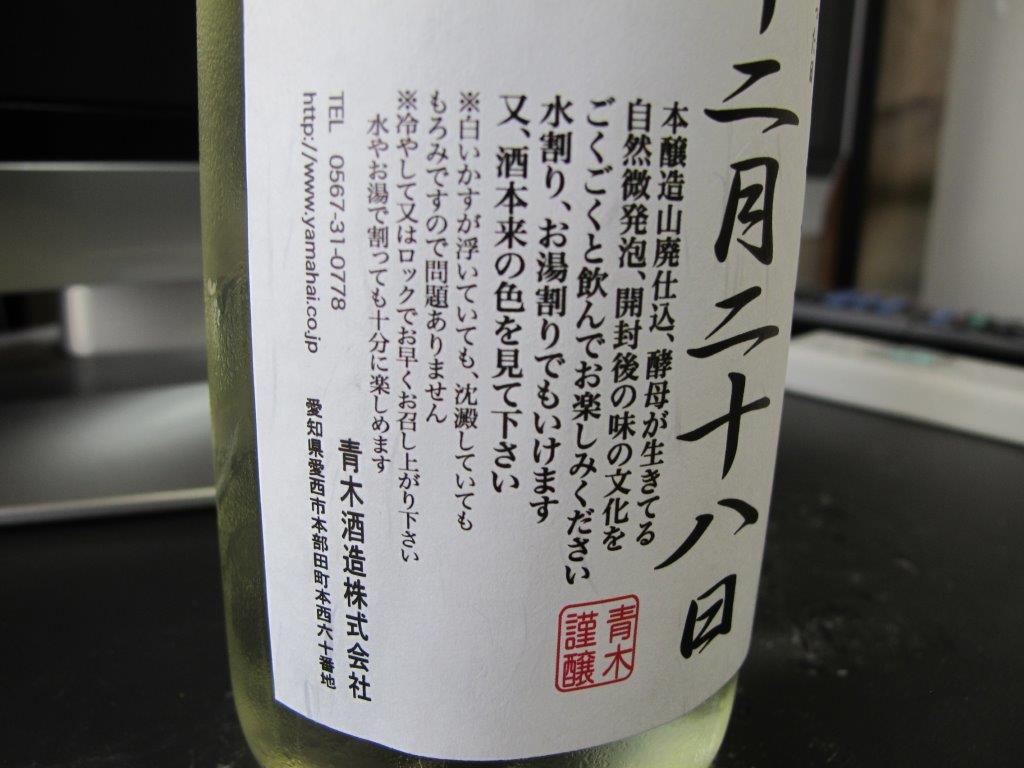 十二月二十八日
本醸造山廃仕込、酵母が生きてる
自然微発泡、開封後の味の文化を
ごくごくと飲んでお楽しみください
水割り、お湯割りでもいけます
又、酒本来の色を見て下さい
※白いかすが浮いていても、沈澱していても
もろみですので問題ありません
※冷やして又はロックでお早くお召し上がり下さい
水やお湯で割っても十分に楽しめます
青木酒造株式会社
TEL 0567-31-0778
http://www.yamahai.co.jp
愛知県愛西市本部田町本西六十番地
青木
謹醸